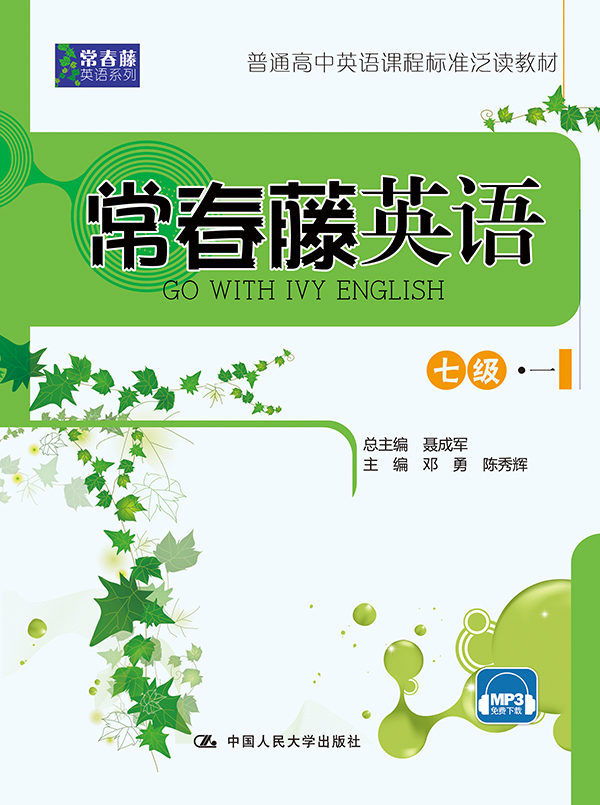 常春藤
英语系列
普通高中英语课程标准泛读教材
常春藤英语
GO WITH IVY ENGLISH
七级·一
总主编 聂成军
主 编 邓 勇 陈秀辉
MP3
免费下载
中国人民大学出版社